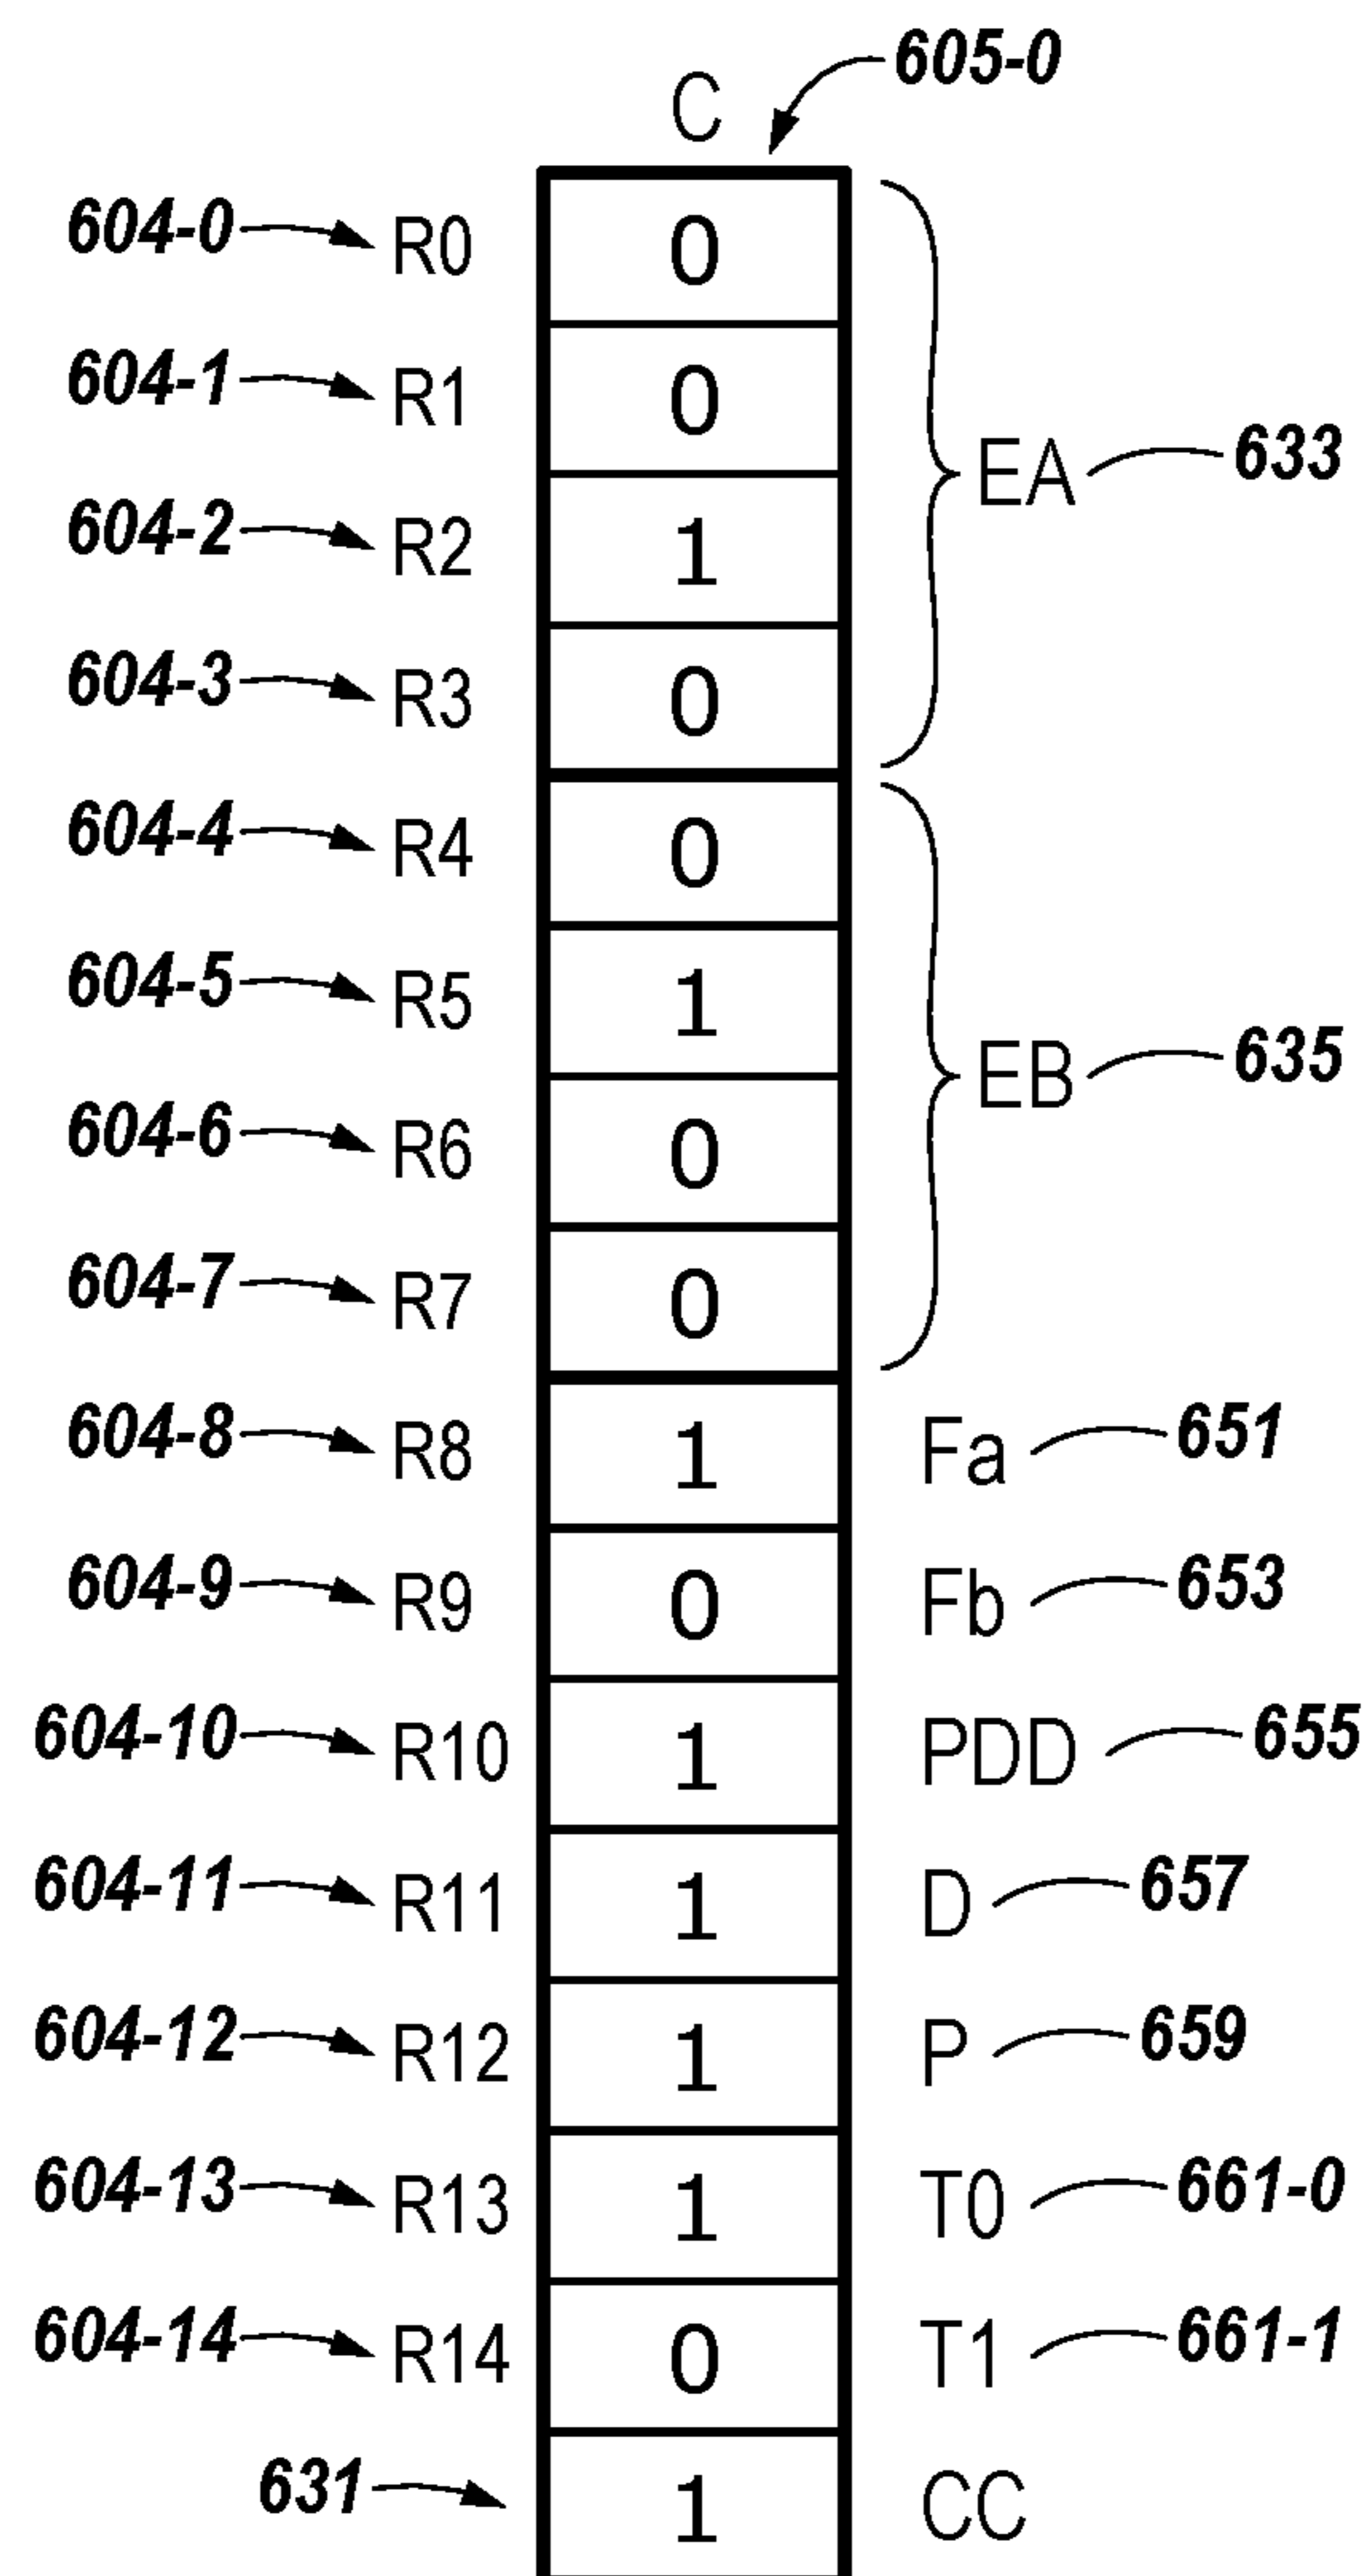 605-0
C
604-0 R0 0
604-1 R1 0
EA 633
604-2 R2 1
604-3 R3 0
604-4 R4 0
604-5 R5 1
EB 635
604-6 R6 0
604-7 R7 0
604-8 R8 1 Fa 651
604-9 R9 0 Fb 653
604-10 R10 1 PDD 655
604-11 R11 1 D 657
604-12 R12 1 P 659
604-13 R13 1 T0 661-0
604-14 R14 0 T1 661-1
631 1 CC